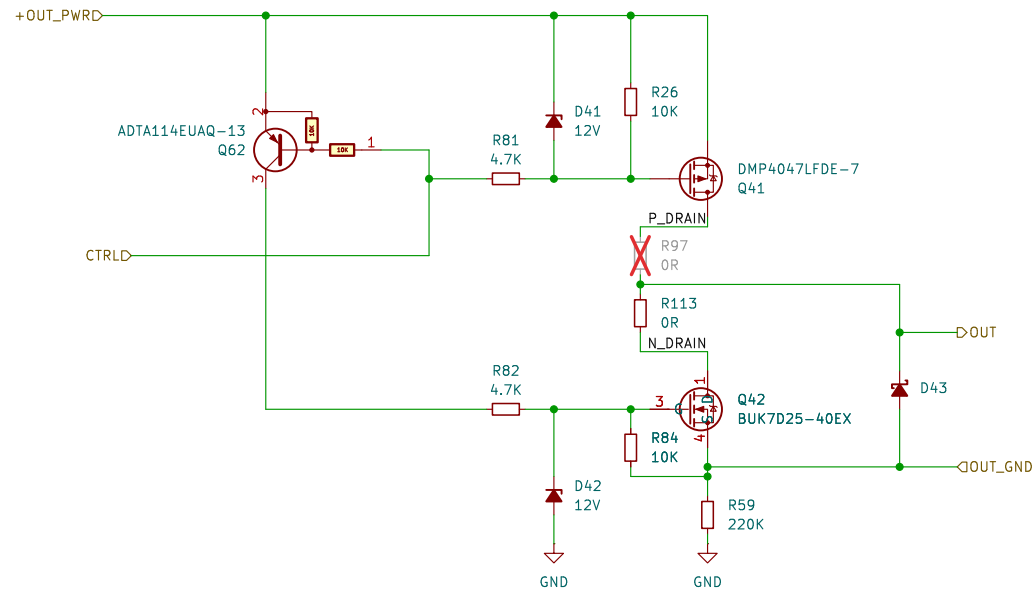 +OUT_PWR
2
10K
10K
1
ADTA114EUAQ-13
Q62
3
R81
4.7K
D41
12V
R26
10K
DMP4047LFDE-7
Q41
P_DRAIN
R97
0R
CTRL
R113
0R
OUT
N_DRAIN
R82
4.7K
1
3
G
S
D
4
Q42
BUK7D25-40EX
D43
R84
10K
OUT_GND
D42
12V
R59
220K
GND
GND